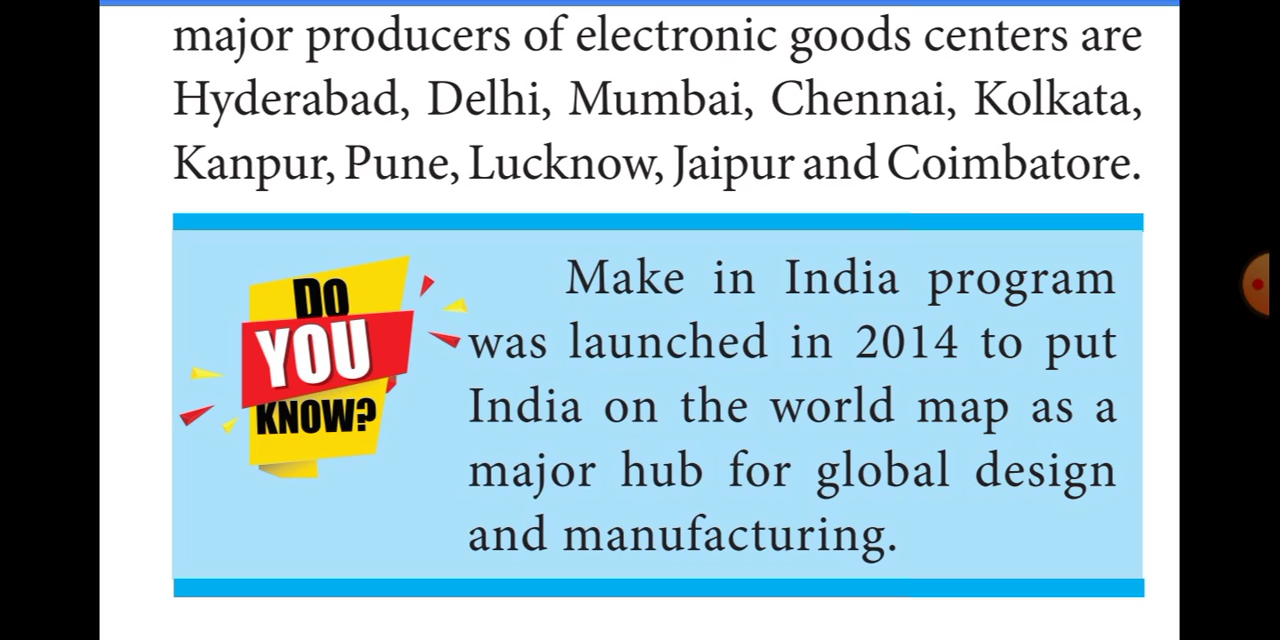 major producers of electronic goods centers are
Hyderabad, Delhi, Mumbai, Chennai, Kolkata,
Kanpur, Pune, Lucknow, Jaipur and Coimbatore.
DO
YOU
KNOW?
Make in India program
was launched in 2014 to put
India on the world map as a
major hub for global design
and manufacturing.